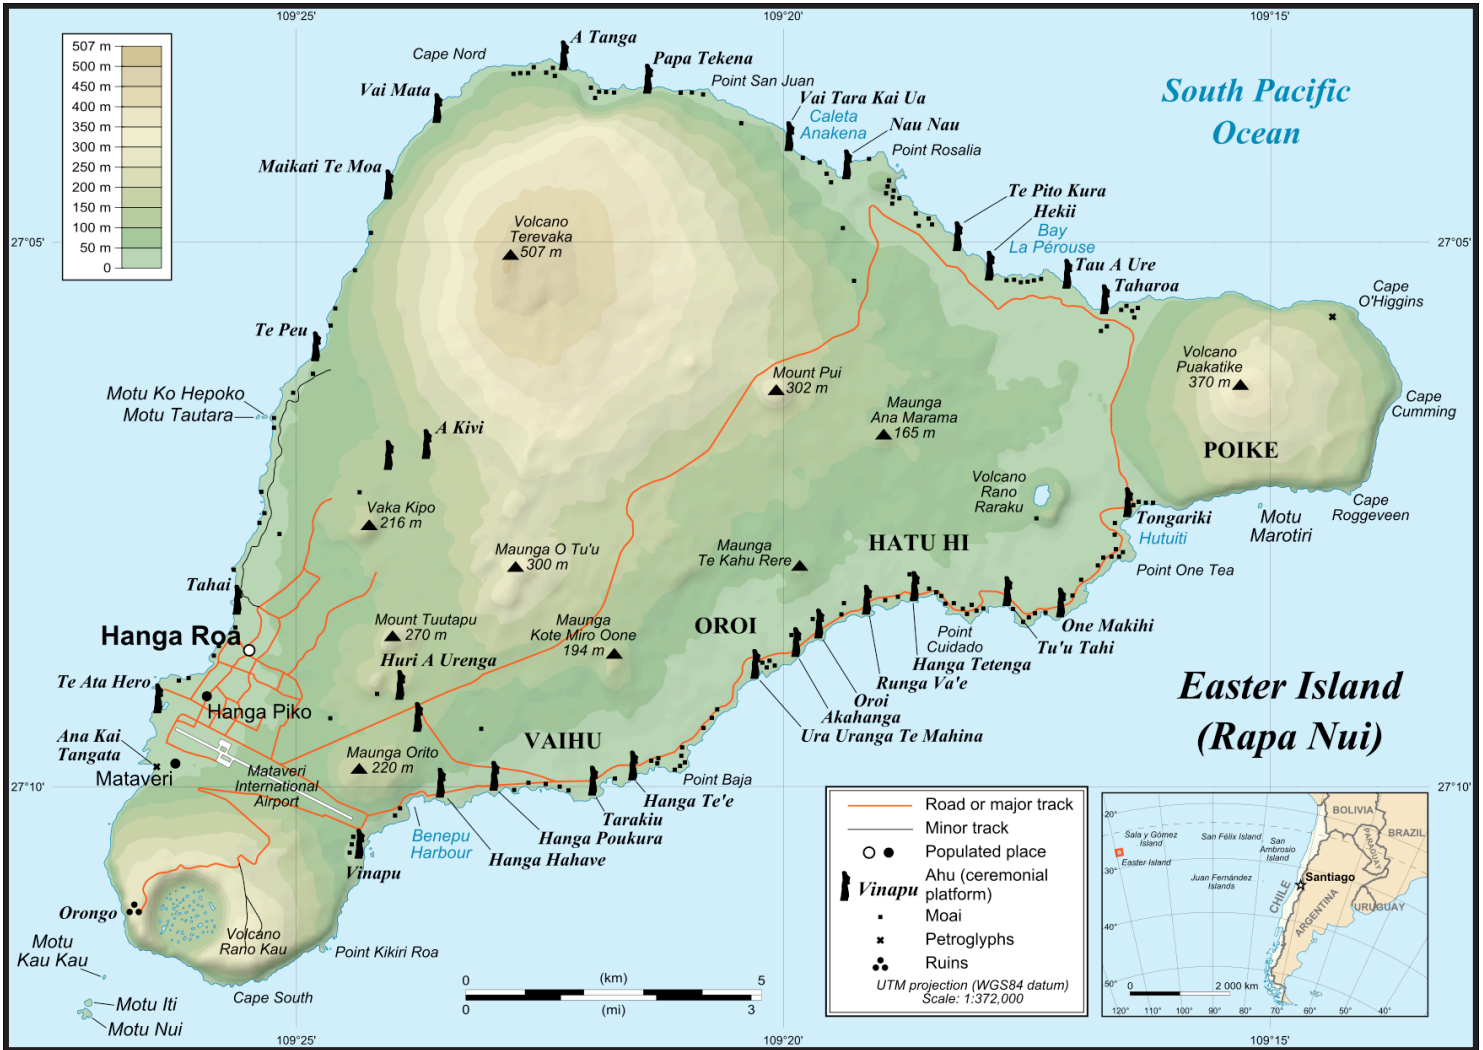 109°25'
109°20'
109°15'
507 m
500 m
450 m
400 m
350 m
300 m
250 m
200 m
150 m
100 m
50 m
0
Cape Nord
A Tanga
Papa Tekena
Point San Juan
Vai Mata
Vai Tara Kai Ua
Caleta
Anakena
Nau Nau
Point Rosalia
South Pacific
Ocean
Maikati Te Moa
Te Pito Kura
Hekii
Bay
La Pérouse
Volcano
Terevaka
507 m
27°05'
27°05'
Tau A Ure
Taharoa
Cape
O'Higgins
Te Peu
Volcano
Puakatike
370 m
Mount Pui
302 m
Motu Ko Hepoko
Motu Tautara
Maunga
Ana Marama
165 m
Cape
Cumming
A Kivi
POIKE
Volcano
Rano
Raraku
Vaka Kipo
216 m
Cape
Roggeveen
Tongariki
Hutuiti
Motu
Marotiri
HATU HI
Maunga O Tu'u
300 m
Maunga
Te Kahu Rere
Point One Tea
Tahai
Hanga Roa
Mount Tuutapu
270 m
Maunga
Kote Miro Oone
194 m
OROI
Point
Cuidado
One Makihi
Tu'u Tahi
Huri A Urenga
Hanga Tetenga
Runga Va'e
Oroi
Akahanga
Ura Uranga Te Mahina
Te Ata Hero
Hanga Piko
Easter Island
(Rapa Nui)
Ana Kai
Tangata
Mataveri
VAIHU
Maunga Orito
220 m
Mataveri
International
Airport
Point Baja
27°10'
27°10'
Hanga Te'e
Tarakiu
Hanga Poukura
Hanga Hahave
Benepu
Harbour
Vinapu
Orongo
Volcano
Rano Kau
Point Kikiri Roa
Motu
Kau Kau
Cape South
Motu Iti
Motu Nui
0
(km)
5
(mi)
3
Road or major track
Minor track
Populated place
Vinapu
Ahu (ceremonial
platform)
Moai
Petroglyphs
Ruins
UTM projection (WGS84 datum)
Scale: 1:372,000
20°
30°
40°
50°
BOLIVIA
BRAZIL
PARAGUAY
Sala y Gómez
Island
San Félix Island
San
Ambrosio
Island
Easter Island
Juan Fernández
Islands
Santiago
CHILE
ARGENTINA
URUGUAY
0
2 000 km
120°
110°
100°
90°
80°
70°
60°
50°
40°
109°25'
109°20'
109°15'